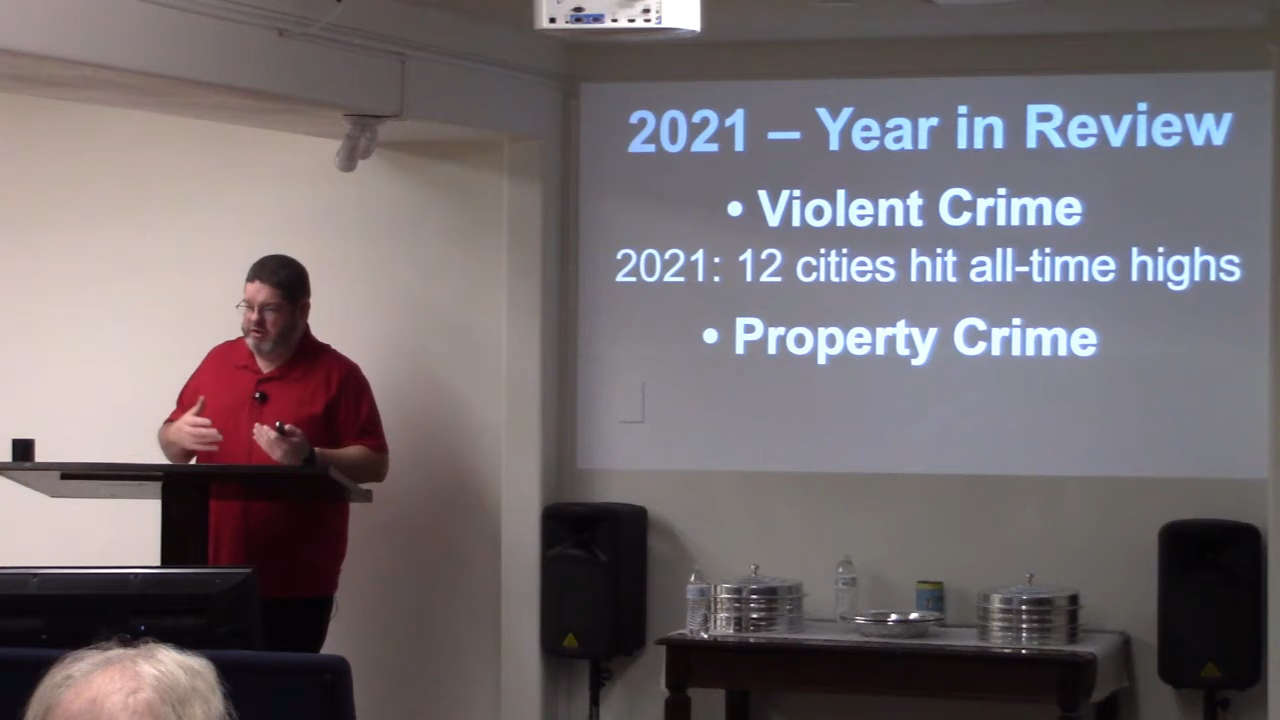 2021 – Year in Review
• Violent Crime
2021: 12 cities hit all-time highs
• Property Crime